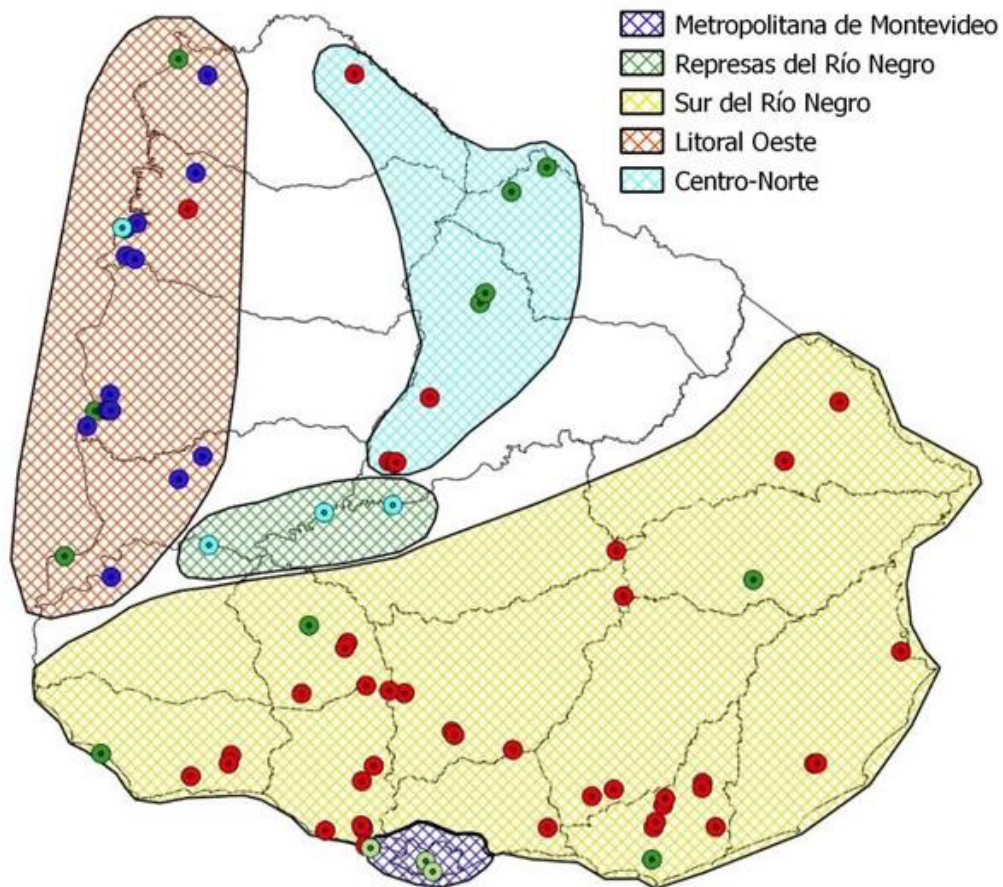 Metropolitana de Montevideo
Represas del Río Negro
Sur del Río Negro
Litoral Oeste
Centro-Norte